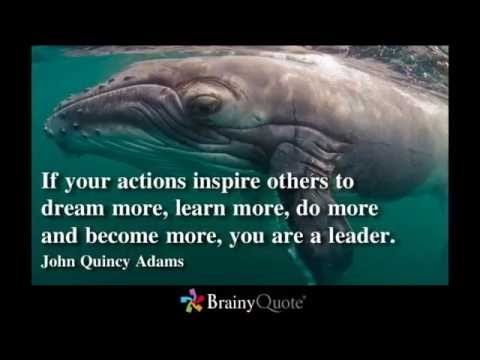 If your actions inspire others to
dream more, learn more, do more
and become more, you are a leader.
John Quincy Adams
BrainyQuote®